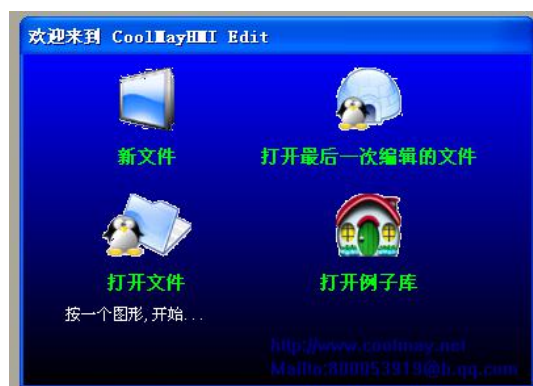 欢迎来到 CoolMayHMI Edit
新文件
打开最后一次编辑的文件
打开文件
打开例子库
按一个图形,开始...
http://www.coolmay.net